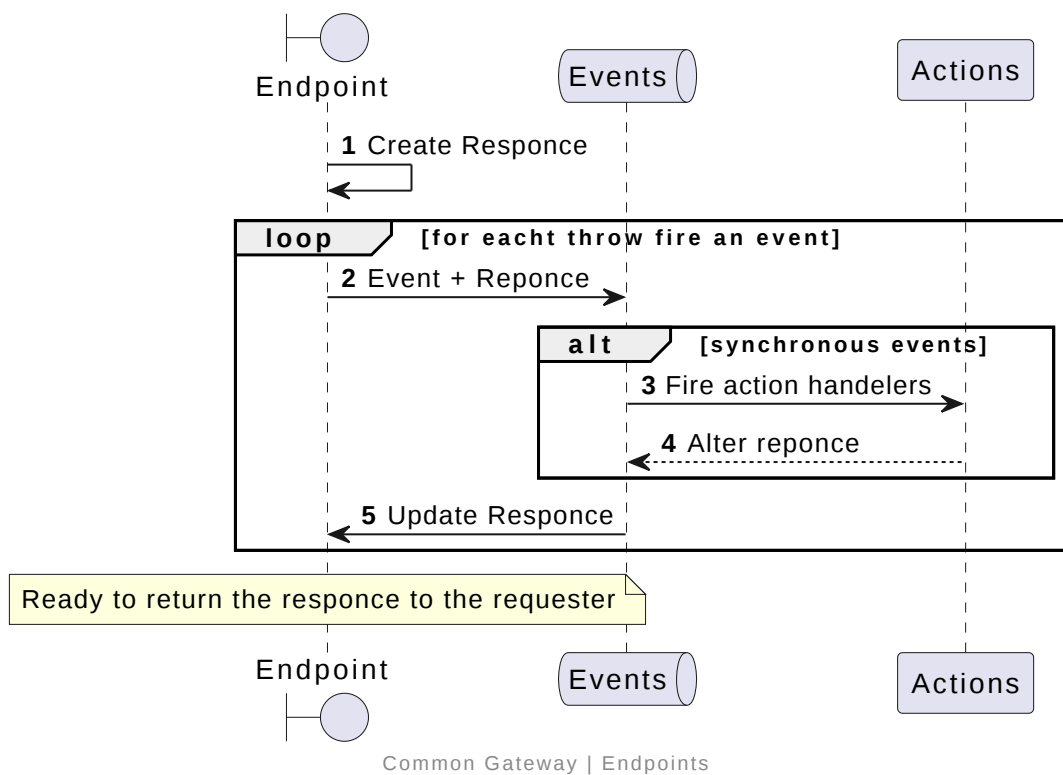 Endpoint
Events
Actions
1 Create Responce
loop [for eacht throw fire an event]
2 Event + Reponce
alt [synchronous events]
3 Fire action handelers
4 Alter reponce
5 Update Responce
Ready to return the responce to the requester
Endpoint
Events
Actions
Common Gateway | Endpoints